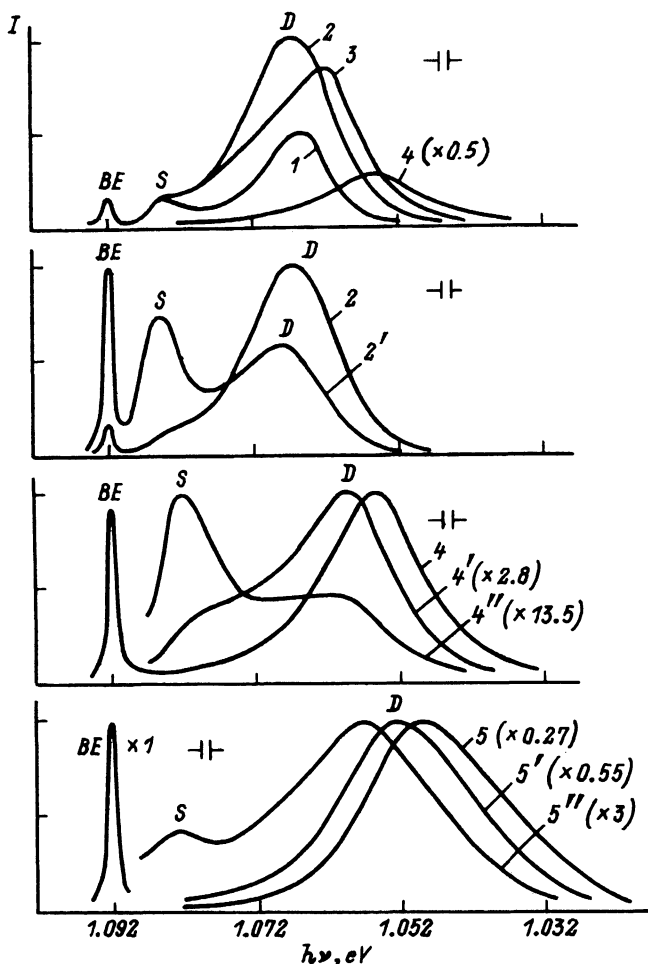 I
D
2
3
BE
S
1
4 (×0.5)
BE
S
D
D
2
2'
BE
S
D
4
4' (×2.8)
4'' (×13.5)
BE ×1
S
D
5 (×0.27)
5' (×0.55)
5'' (×3)
1.092 1.072 1.052 1.032
hν, eV